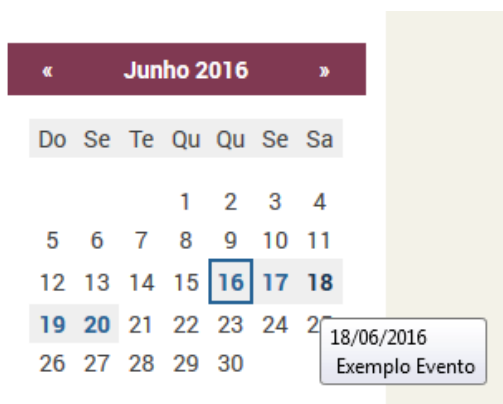 « Junho 2016 »
Do Se Te Qu Qu Se Sa
1 2 3 4
5 6 7 8 9 10 11
12 13 14 15 16 17 18
19 20 21 22 23 24
18/06/2016
26 27 28 29 30
Exemplo Evento